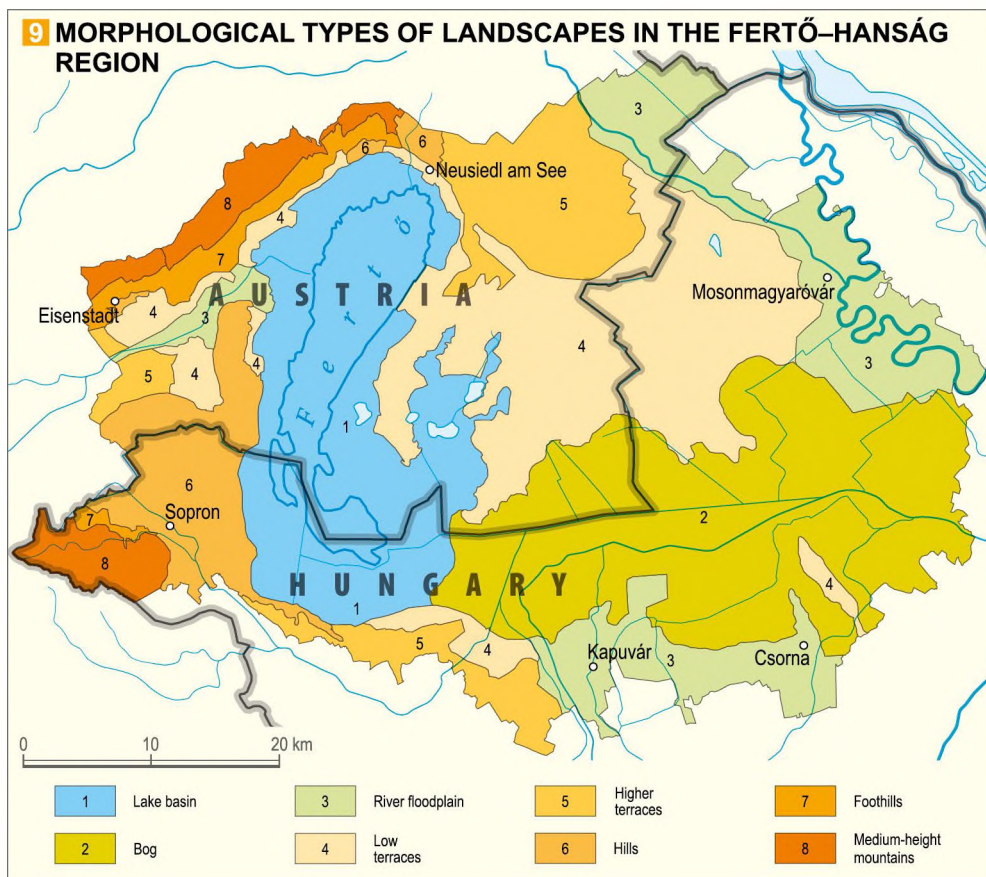 9 MORPHOLOGICAL TYPES OF LANDSCAPES IN THE FERTŐ–HANSÁG
REGION
3
6
6
Neusiedl am See
8
5
4
Mosonmagyaróvár
7
AUSTRIA
Eisenstadt
4
3
Fertő
4
4
3
5
4
1
6
Sopron
7
2
8
HUNGARY
4
1
5
4
Kapuvár
3
Csorna
0 10 20 km
1 Lake basin
3 River floodplain
5 Higher
terraces
7 Foothills
2 Bog
4 Low
terraces
6 Hills
8 Medium-height
mountains